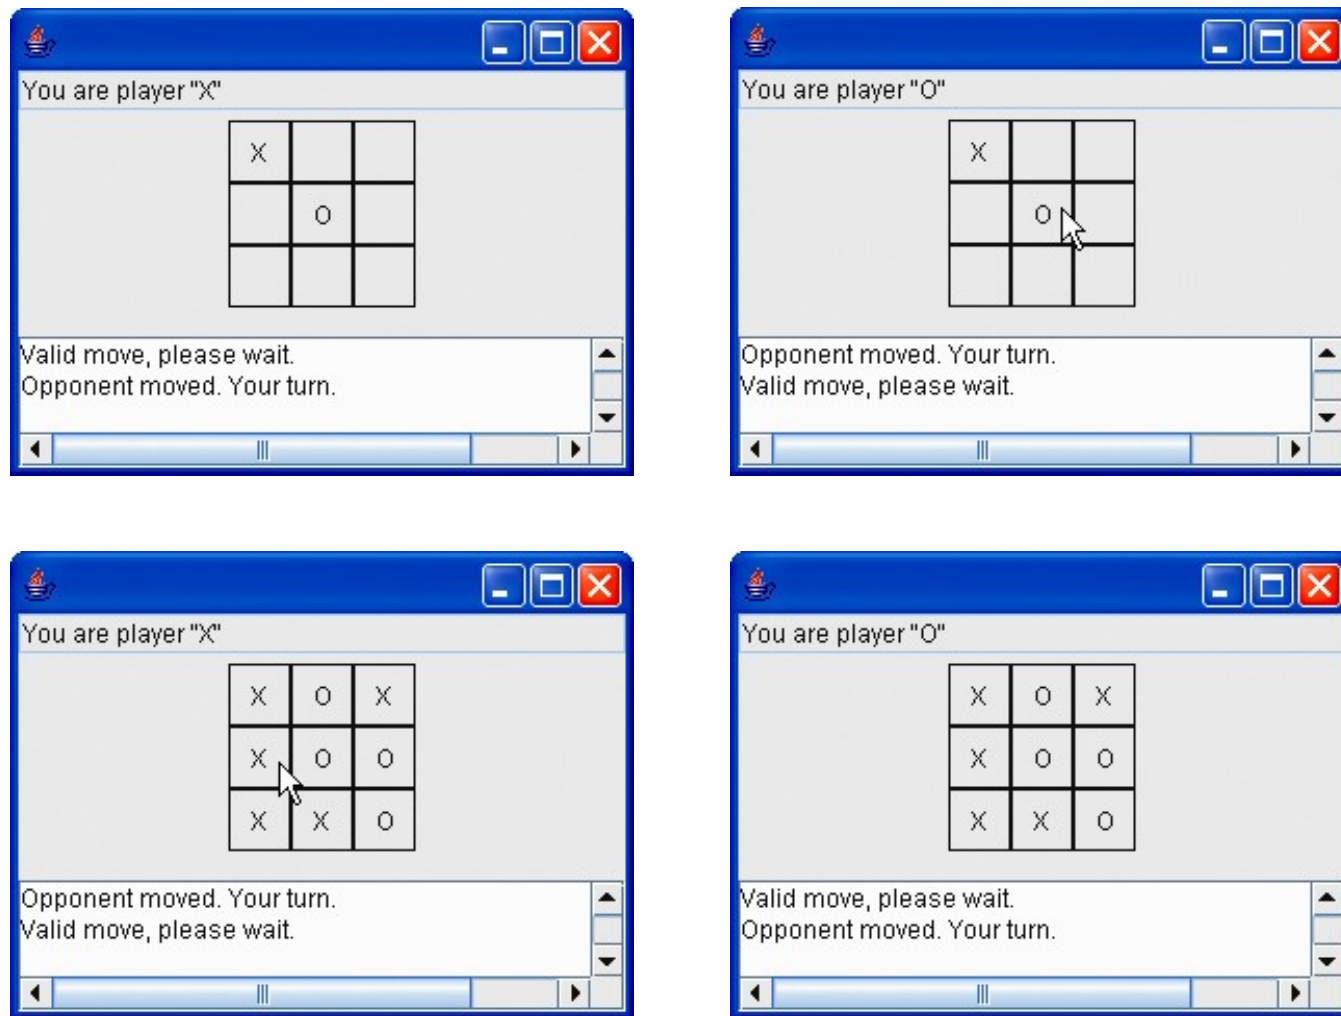 You are player "X"
X
O
Valid move, please wait.
Opponent moved. Your turn.
You are player "O"
X
O
Opponent moved. Your turn.
Valid move, please wait.
You are player "X"
X O X
X O O
X X O
Opponent moved. Your turn.
Valid move, please wait.
You are player "O"
X O X
X O O
X X O
Valid move, please wait.
Opponent moved. Your turn.